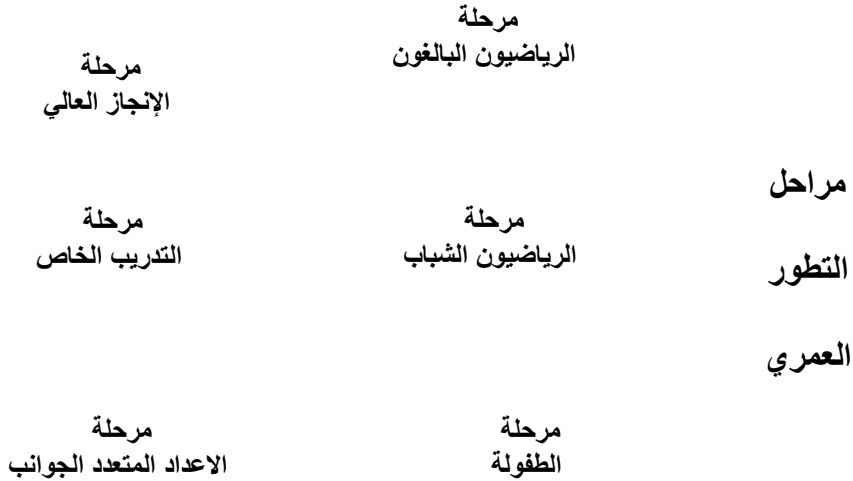 مراحل
التطور
العمري
مرحلة
الرياضيون البالغون
مرحلة
الإنجاز العالي
مرحلة
الرياضيون الشباب
مرحلة
التدريب الخاص
مرحلة
الطفولة
مرحلة
الاعداد المتعدد الجوانب